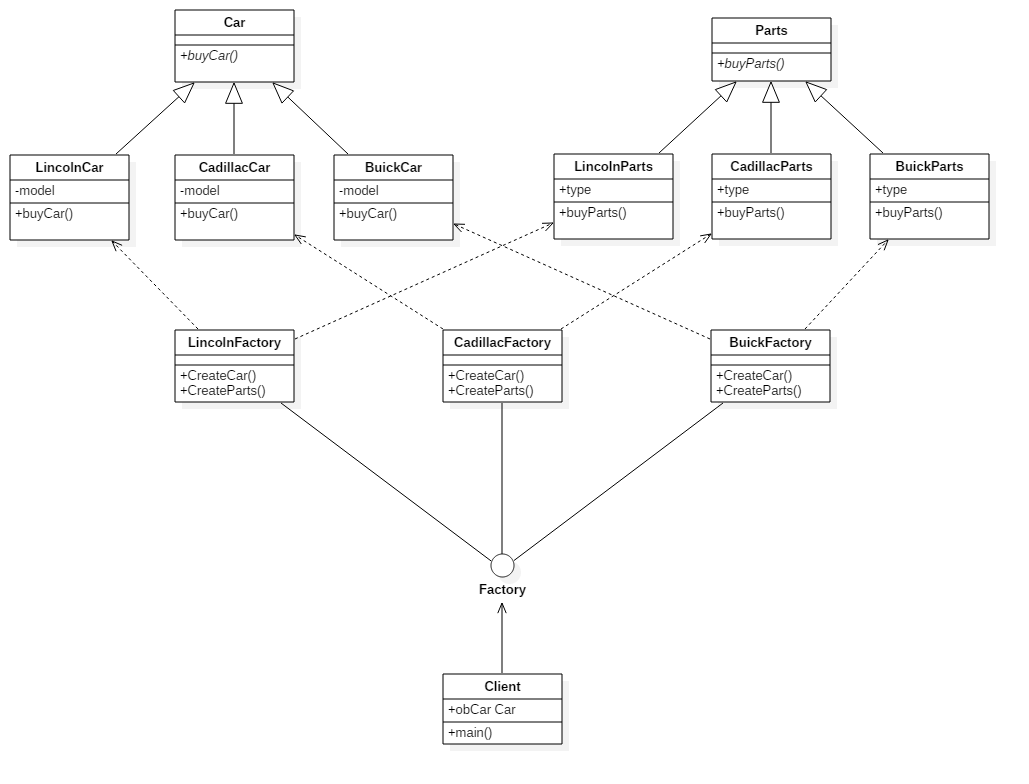 Car
+buyCar()
Parts
+buyParts()
LincolnCar
-model
+buyCar()
CadillacCar
-model
+buyCar()
BuickCar
-model
+buyCar()
LincolnParts
+type
+buyParts()
CadillacParts
+type
+buyParts()
BuickParts
+type
+buyParts()
LincolnFactory
+CreateCar()
+CreateParts()
CadillacFactory
+CreateCar()
+CreateParts()
BuickFactory
+CreateCar()
+CreateParts()
Factory
Client
+obCar Car
+main()